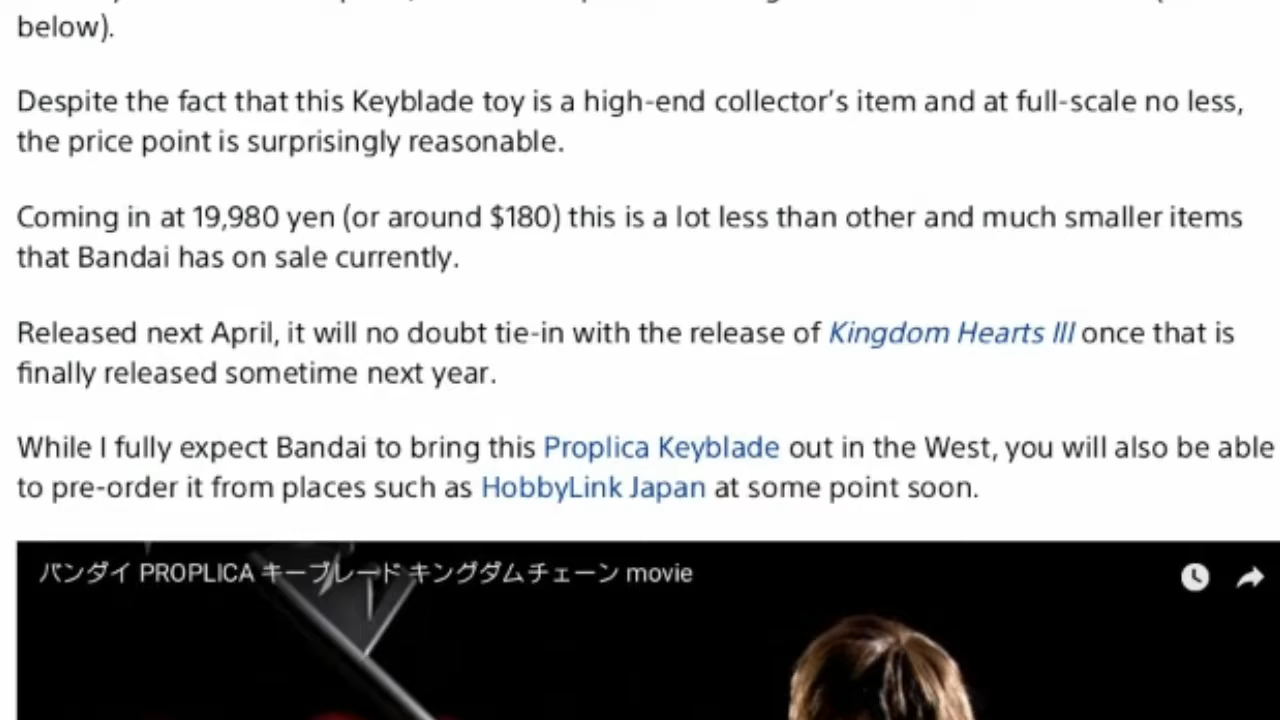 below).
Despite the fact that this Keyblade toy is a high-end collector's item and at full-scale no less,
the price point is surprisingly reasonable.
Coming in at 19,980 yen (or around $180) this is a lot less than other and much smaller items
that Bandai has on sale currently.
Released next April, it will no doubt tie-in with the release of Kingdom Hearts III once that is
finally released sometime next year.
While I fully expect Bandai to bring this Proplica Keyblade out in the West, you will also be able
to pre-order it from places such as HobbyLink Japan at some point soon.
バンダイ PROPLICA キーブレード キングダムチェーン movie